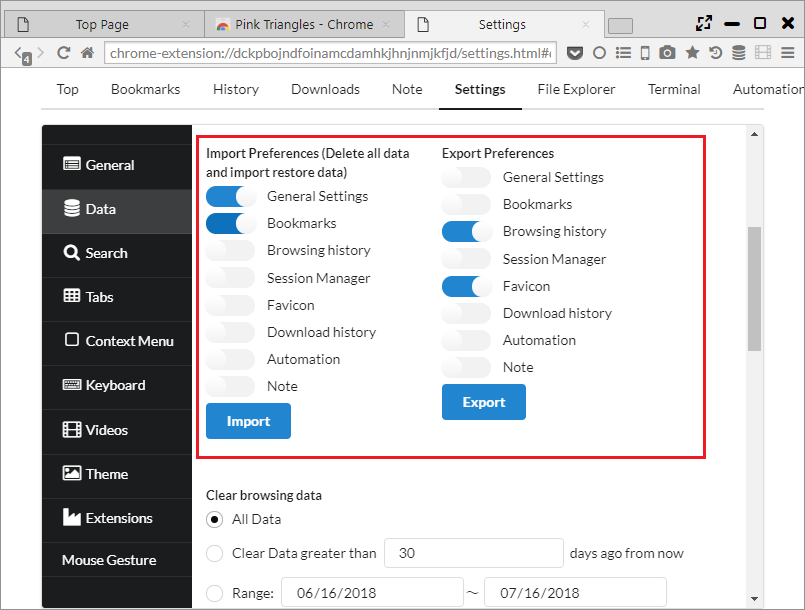 Top Page
Pink Triangles - Chrome
Settings
4
chrome-extension://dckpbojndfoinamcdamhkjhnjnmjkfjd/settings.html#
Top
Bookmarks
History
Downloads
Note
Settings
File Explorer
Terminal
Automation
General
Data
Search
Tabs
Context Menu
Keyboard
Videos
Theme
Extensions
Mouse Gesture
Import Preferences (Delete all data
and import restore data)
General Settings
Bookmarks
Browsing history
Session Manager
Favicon
Download history
Automation
Note
Import
Export Preferences
General Settings
Bookmarks
Browsing history
Session Manager
Favicon
Download history
Automation
Note
Export
Clear browsing data
All Data
Clear Data greater than 30 days ago from now
Range: 06/16/2018 ～ 07/16/2018